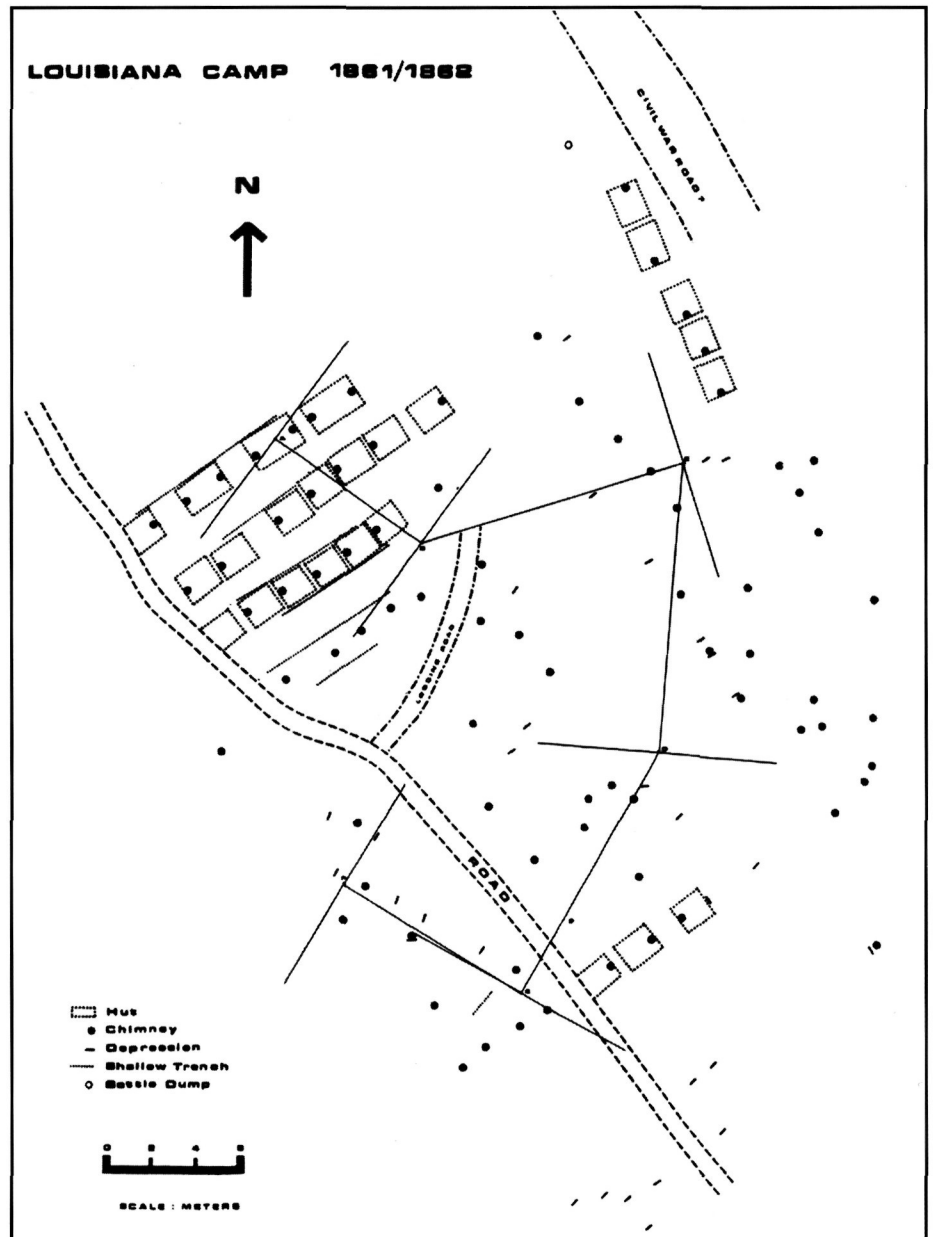 LOUISIANA CAMP 1861/1862
CIVIL WAR ROAD ?
N
LOGGING ROAD
ROAD
Hut
Chimney
Depression
Shallow Trench
Bottle Dump
0 2 4 6
SCALE : METERS